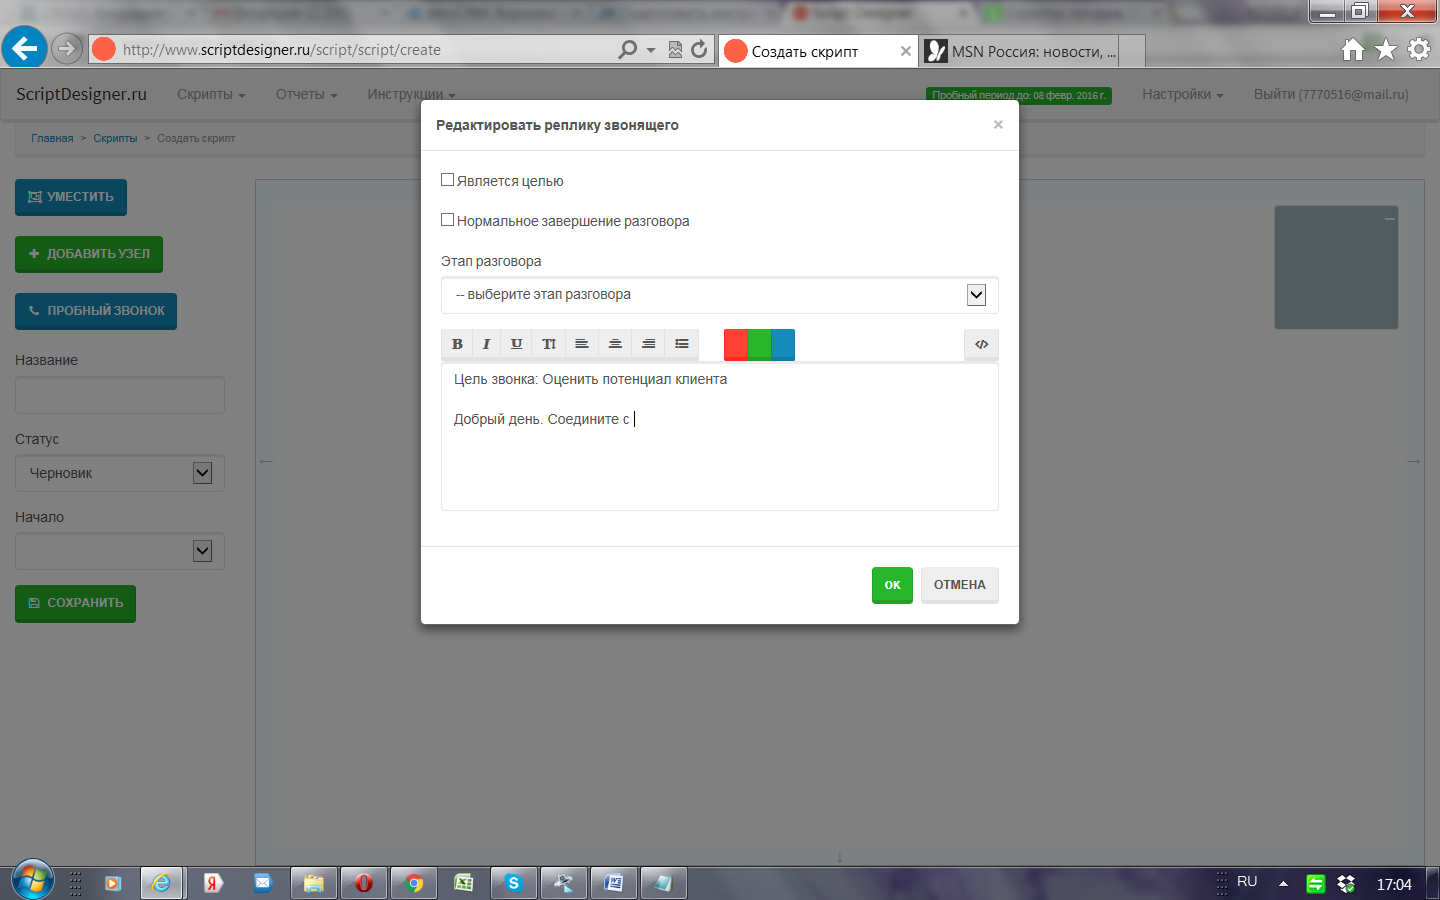 http://www.scriptdesigner.ru/script/script/create
Создать скрипт
MSN Россия: новости, ...
ScriptDesigner.ru
Скрипты
Отчеты
Инструкции
Пробный период до: 08 февр. 2016 г.
Настройки
Выйти (7770516@mail.ru)
Главная > Скрипты > Создать скрипт
УМЕСТИТЬ
ДОБАВИТЬ УЗЕЛ
ПРОБНЫЙ ЗВОНОК
Название
Статус
Черновик
Начало
СОХРАНИТЬ
Редактировать реплику звонящего
Является целью
Нормальное завершение разговора
Этап разговора
-- выберите этап разговора
B I U T
Цель звонка: Оценить потенциал клиента
Добрый день. Соедините с
ОК
ОТМЕНА
RU
17:04